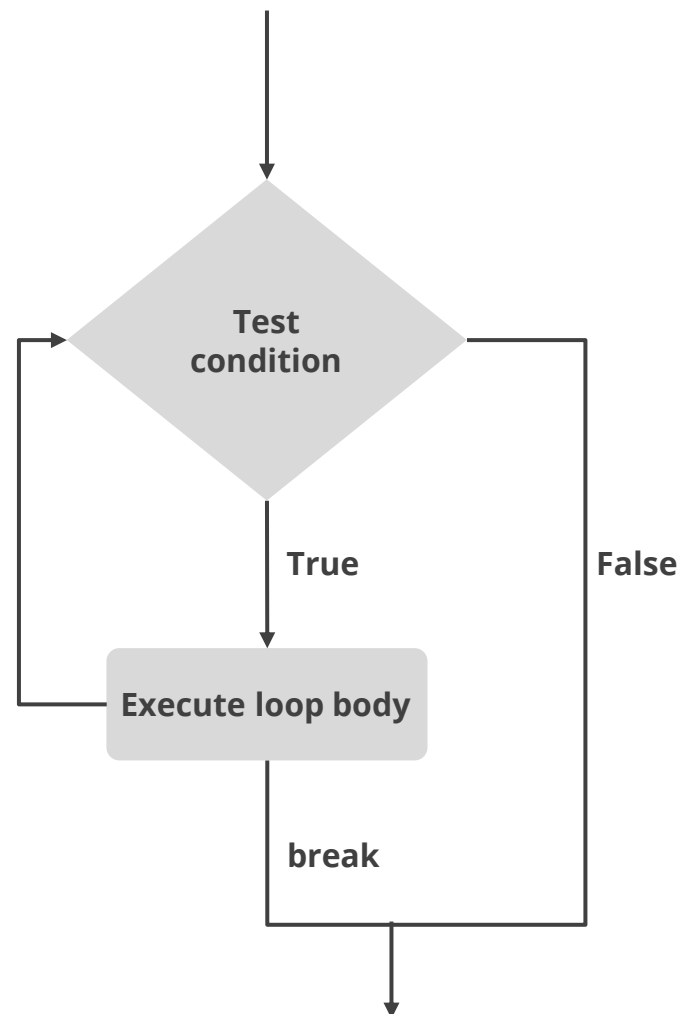 Test
condition
True
False
Execute loop body
break